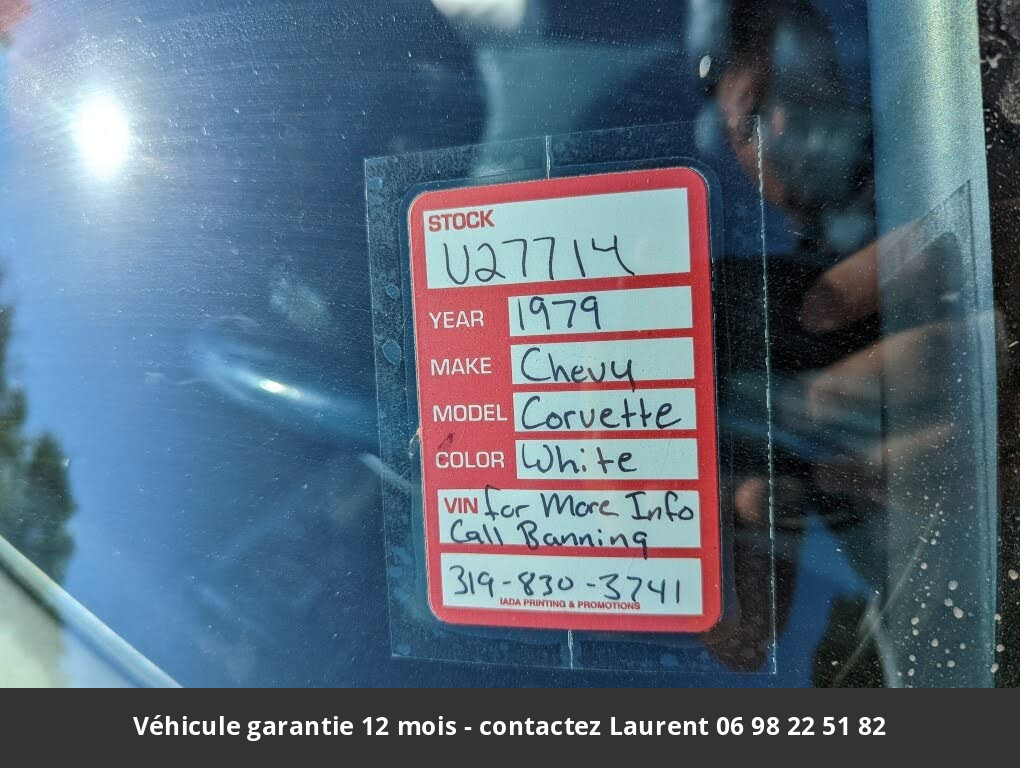 STOCK
U27714
YEAR 1979
MAKE Chevy
MODEL Corvette
COLOR White
VIN for More Info
Call Banning
319-830-3741
IADA PRINTING & PROMOTIONS
Véhicule garantie 12 mois - contactez Laurent 06 98 22 51 82